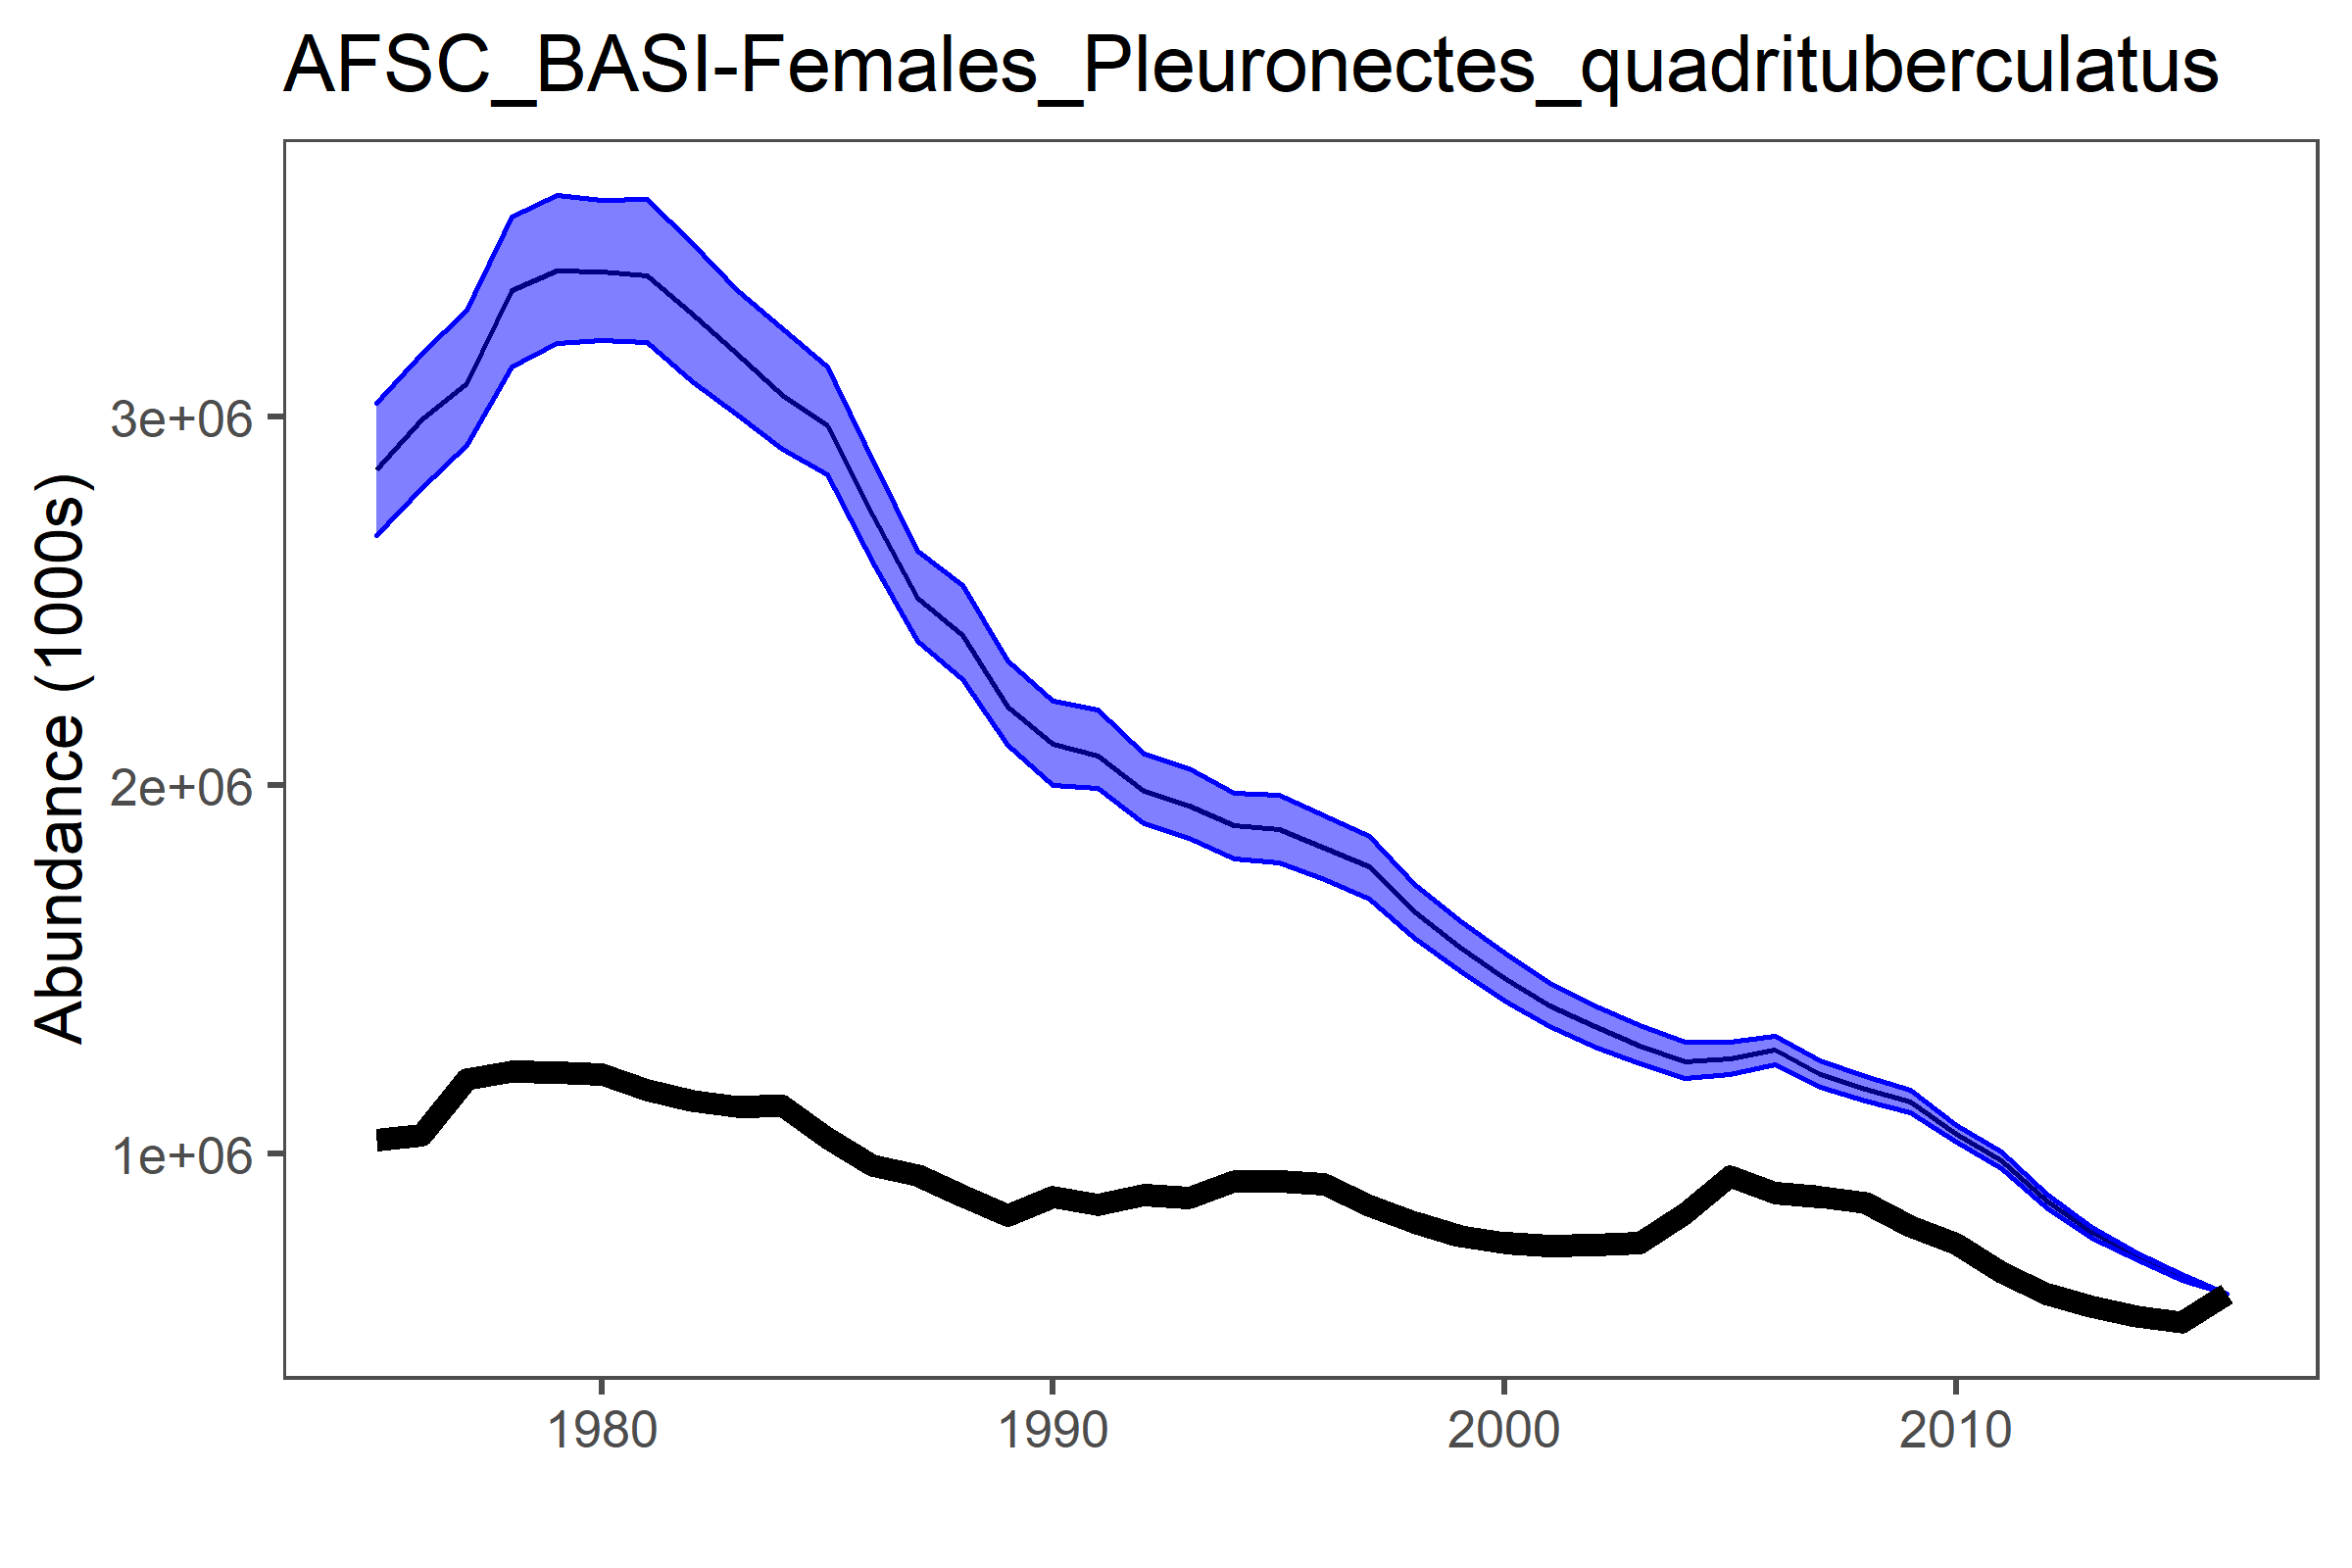 AFSC_BASI-Females_Pleuronectes_quadrituberculatus
Abundance (1000s)
3e+06
2e+06
1e+06
1980
1990
2000
2010